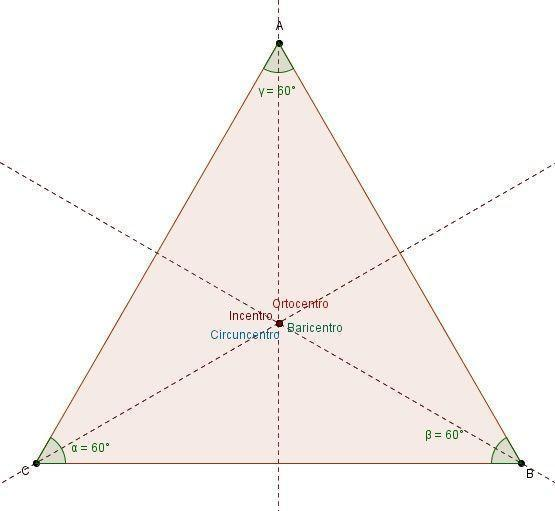 A
γ = 60°
Ortocentro
Incentro
Baricentro
Circuncentro
α = 60°
β = 60°
C
B